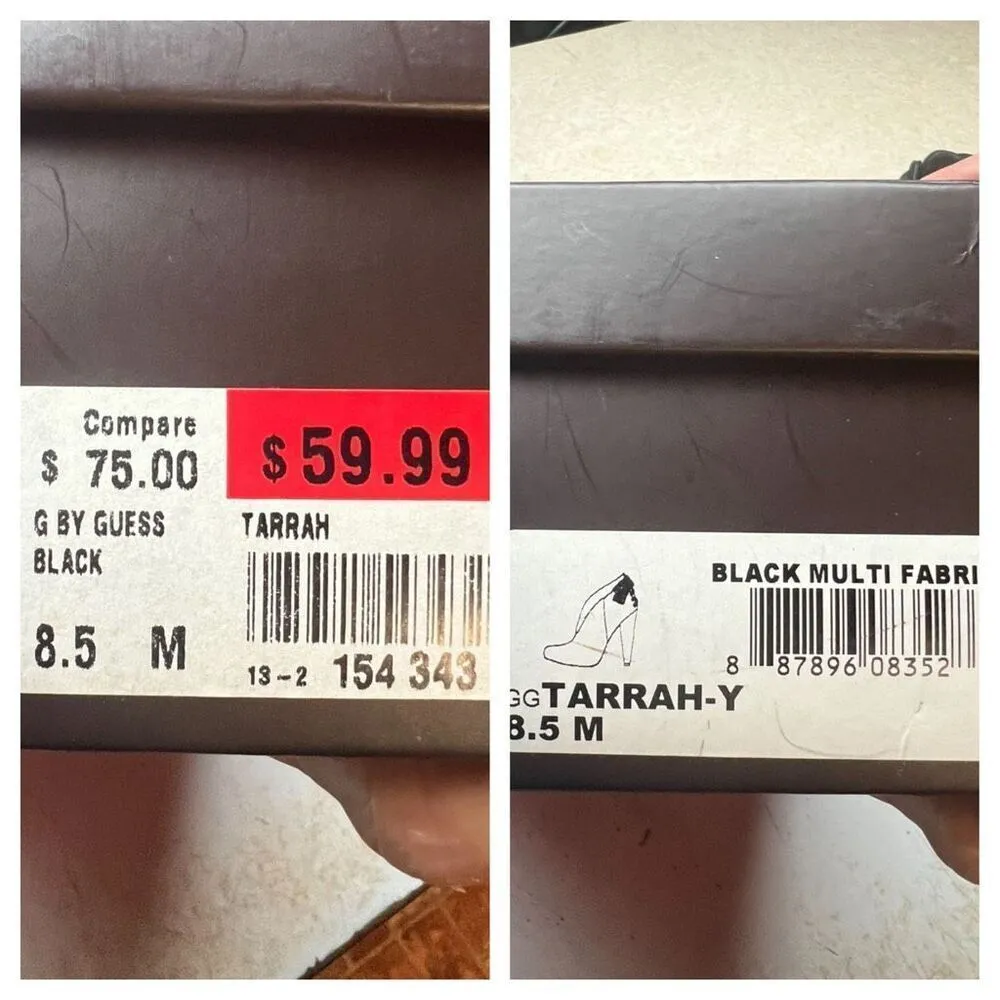 Compare
$ 75.00
$ 59.99
G BY GUESS
BLACK
TARRAH
8.5 M
13-2 154 343
BLACK MULTI FABRI
8 87896 08352
GGTARRAH-Y
8.5 M